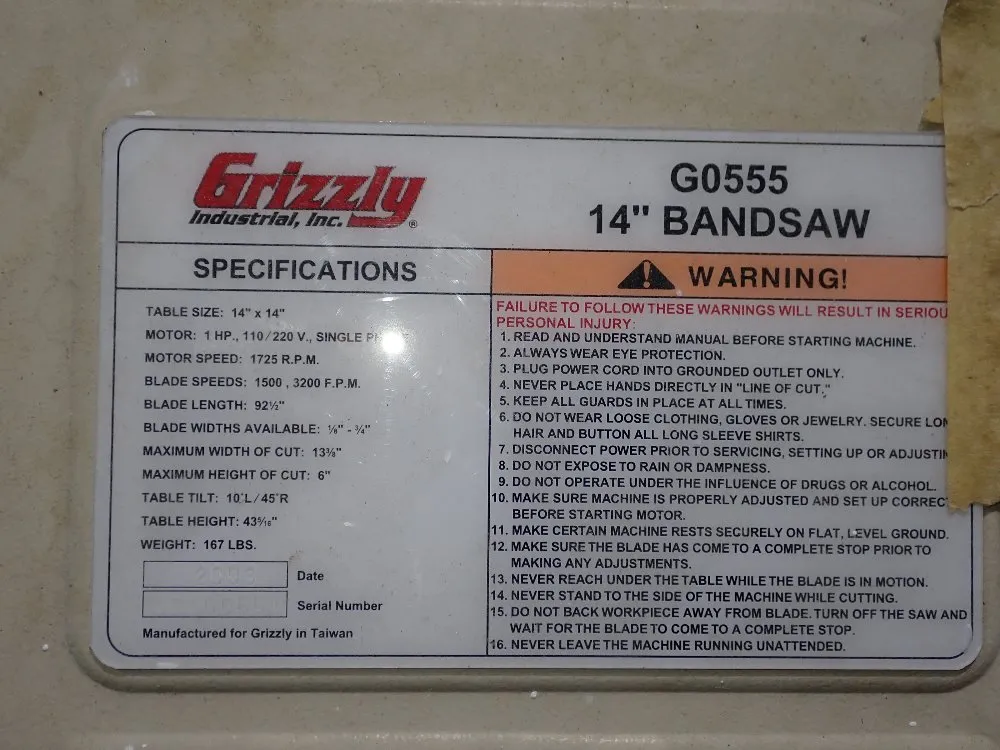 Grizzly
Industrial, Inc. ®
G0555
14" BANDSAW
SPECIFICATIONS
TABLE SIZE: 14" x 14"
MOTOR: 1 HP., 110/220 V., SINGLE
MOTOR SPEED: 1725 R.P.M.
BLADE SPEEDS: 1500 , 3200 F.P.M.
BLADE LENGTH: 92½"
BLADE WIDTHS AVAILABLE: ⅛" - ¾"
MAXIMUM WIDTH OF CUT:
MAXIMUM HEIGHT OF CUT: 6"
TABLE TILT: 10°L/45°R
TABLE HEIGHT: 43⁵⁄₁₆"
WEIGHT: 167 LBS.
Date
Serial Number
Manufactured for Grizzly in Taiwan
WARNING!
FAILURE TO FOLLOW THESE WARNINGS WILL RESULT IN SERIOU
PERSONAL INJURY:
1. READ AND UNDERSTAND MANUAL BEFORE STARTING MACHINE.
2. ALWAYS WEAR EYE PROTECTION.
3. PLUG POWER CORD INTO GROUNDED OUTLET ONLY.
4. NEVER PLACE HANDS DIRECTLY IN "LINE OF CUT."
5. KEEP ALL GUARDS IN PLACE AT ALL TIMES.
6. DO NOT WEAR LOOSE CLOTHING, GLOVES OR JEWELRY. SECURE LON
HAIR AND BUTTON ALL LONG SLEEVE SHIRTS.
7. DISCONNECT POWER PRIOR TO SERVICING, SETTING UP OR ADJUSTIN
8. DO NOT EXPOSE TO RAIN OR DAMPNESS.
9. DO NOT OPERATE UNDER THE INFLUENCE OF DRUGS OR ALCOHOL.
10. MAKE SURE MACHINE IS PROPERLY ADJUSTED AND SET UP CORREC
BEFORE STARTING MOTOR.
11. MAKE CERTAIN MACHINE RESTS SECURELY ON FLAT, LEVEL GROUND.
12. MAKE SURE THE BLADE HAS COME TO A COMPLETE STOP PRIOR TO
MAKING ANY ADJUSTMENTS.
13. NEVER REACH UNDER THE TABLE WHILE THE BLADE IS IN MOTION.
14. NEVER STAND TO THE SIDE OF THE MACHINE WHILE CUTTING.
15. DO NOT BACK WORKPIECE AWAY FROM BLADE. TURN OFF THE SAW AND
WAIT FOR THE BLADE TO COME TO A COMPLETE STOP.
16. NEVER LEAVE THE MACHINE RUNNING UNATTENDED.